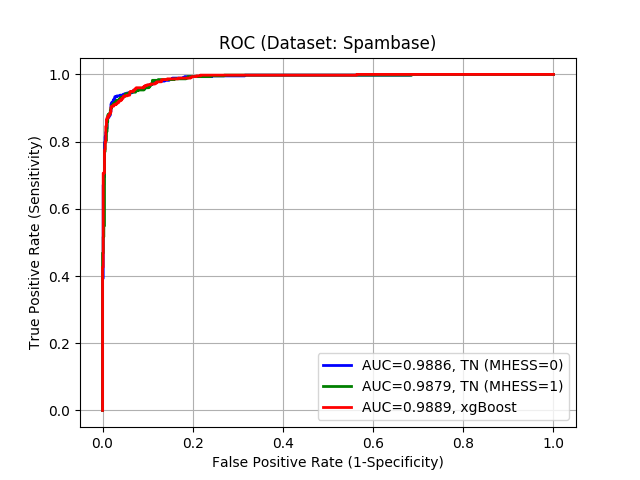 ROC (Dataset: Spambase)
True Positive Rate (Sensitivity)
1.0
0.8
0.6
0.4
0.2
0.0
AUC=0.9886, TN (MHESS=0)
AUC=0.9879, TN (MHESS=1)
AUC=0.9889, xgBoost
0.0 0.2 0.4 0.6 0.8 1.0
False Positive Rate (1-Specificity)